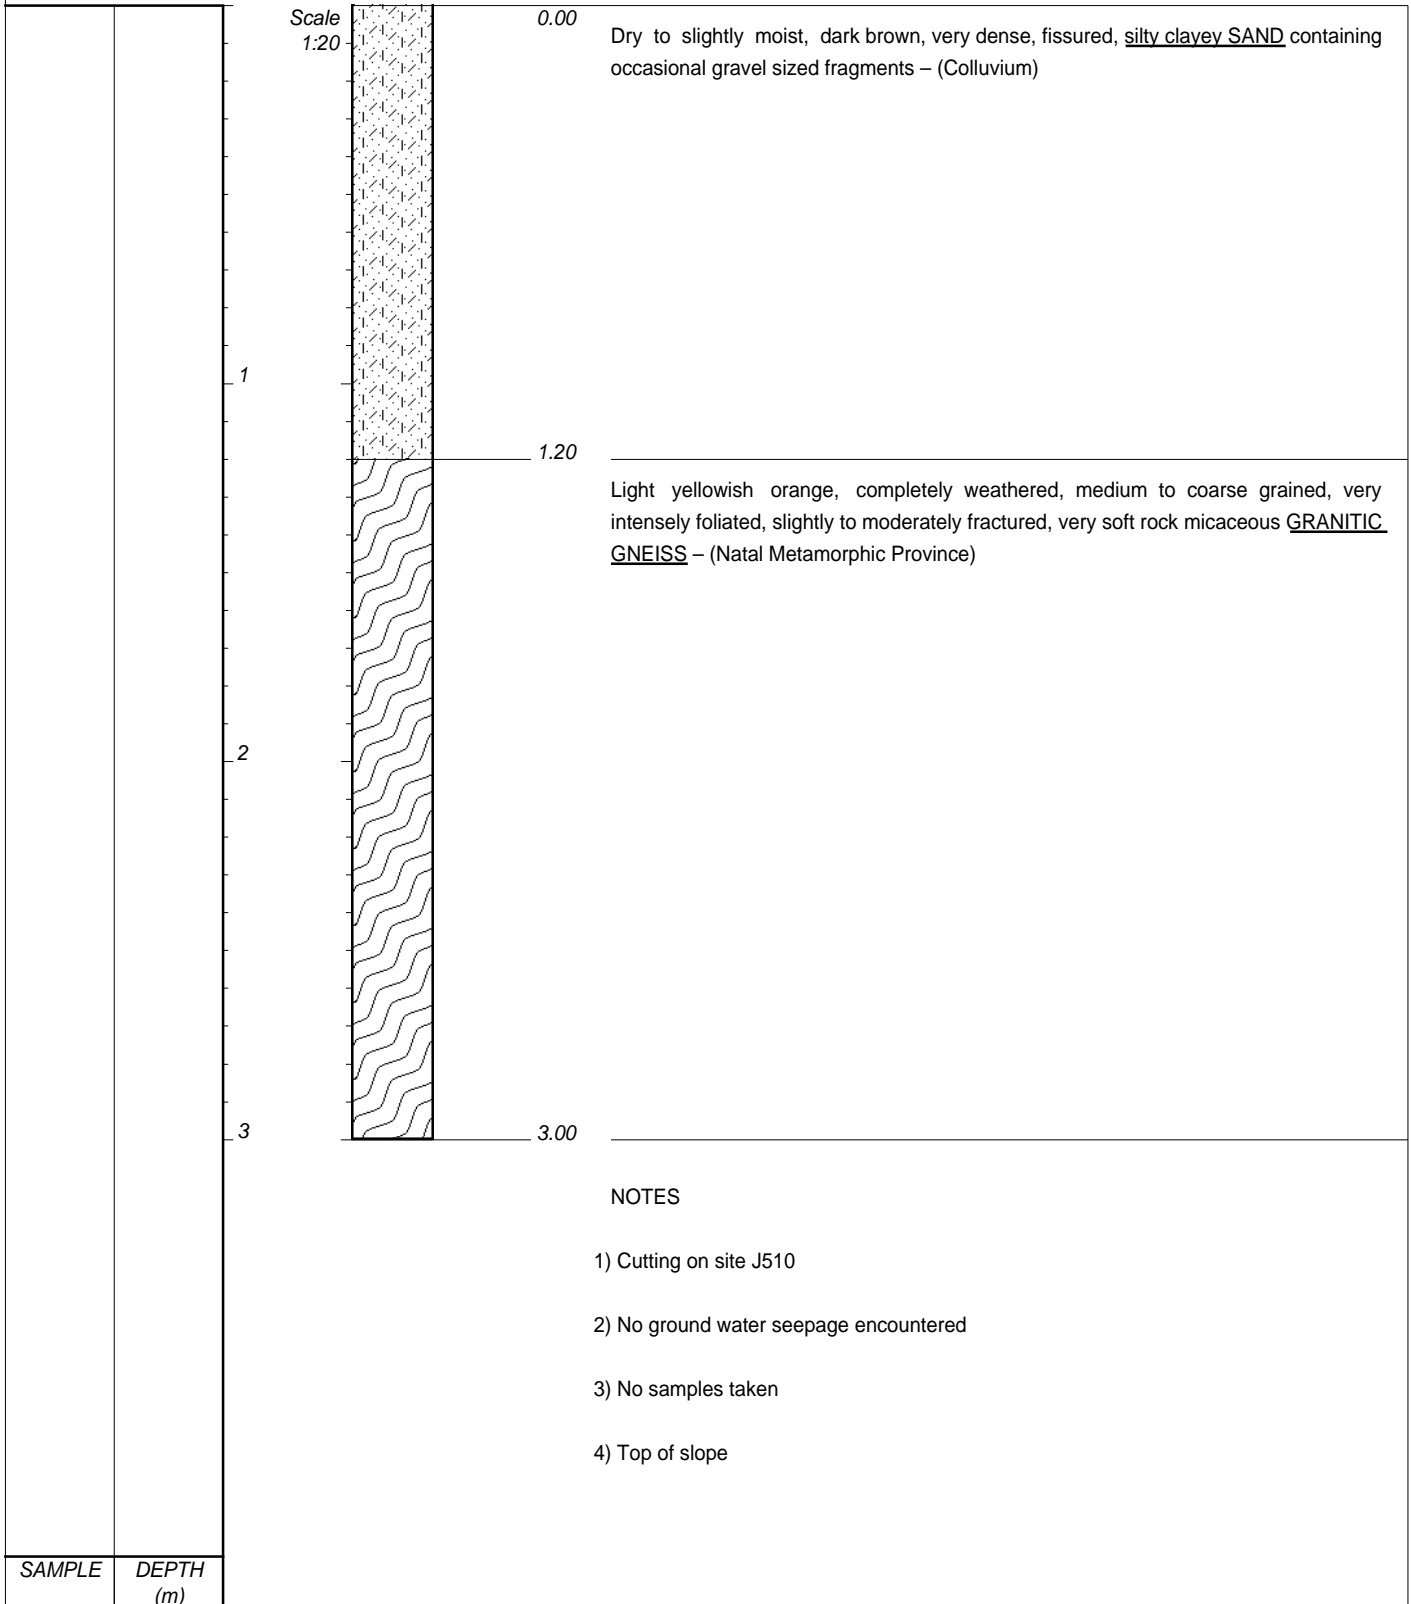 Scale
1:20
0.00
Dry to slightly moist, dark brown, very dense, fissured, silty clayey SAND containing
occasional gravel sized fragments – (Colluvium)
1
1.20
Light yellowish orange, completely weathered, medium to coarse grained, very
intensely foliated, slightly to moderately fractured, very soft rock micaceous GRANITIC
GNEISS – (Natal Metamorphic Province)
2
3
3.00
NOTES
1) Cutting on site J510
2) No ground water seepage encountered
3) No samples taken
4) Top of slope
SAMPLE DEPTH
(m)